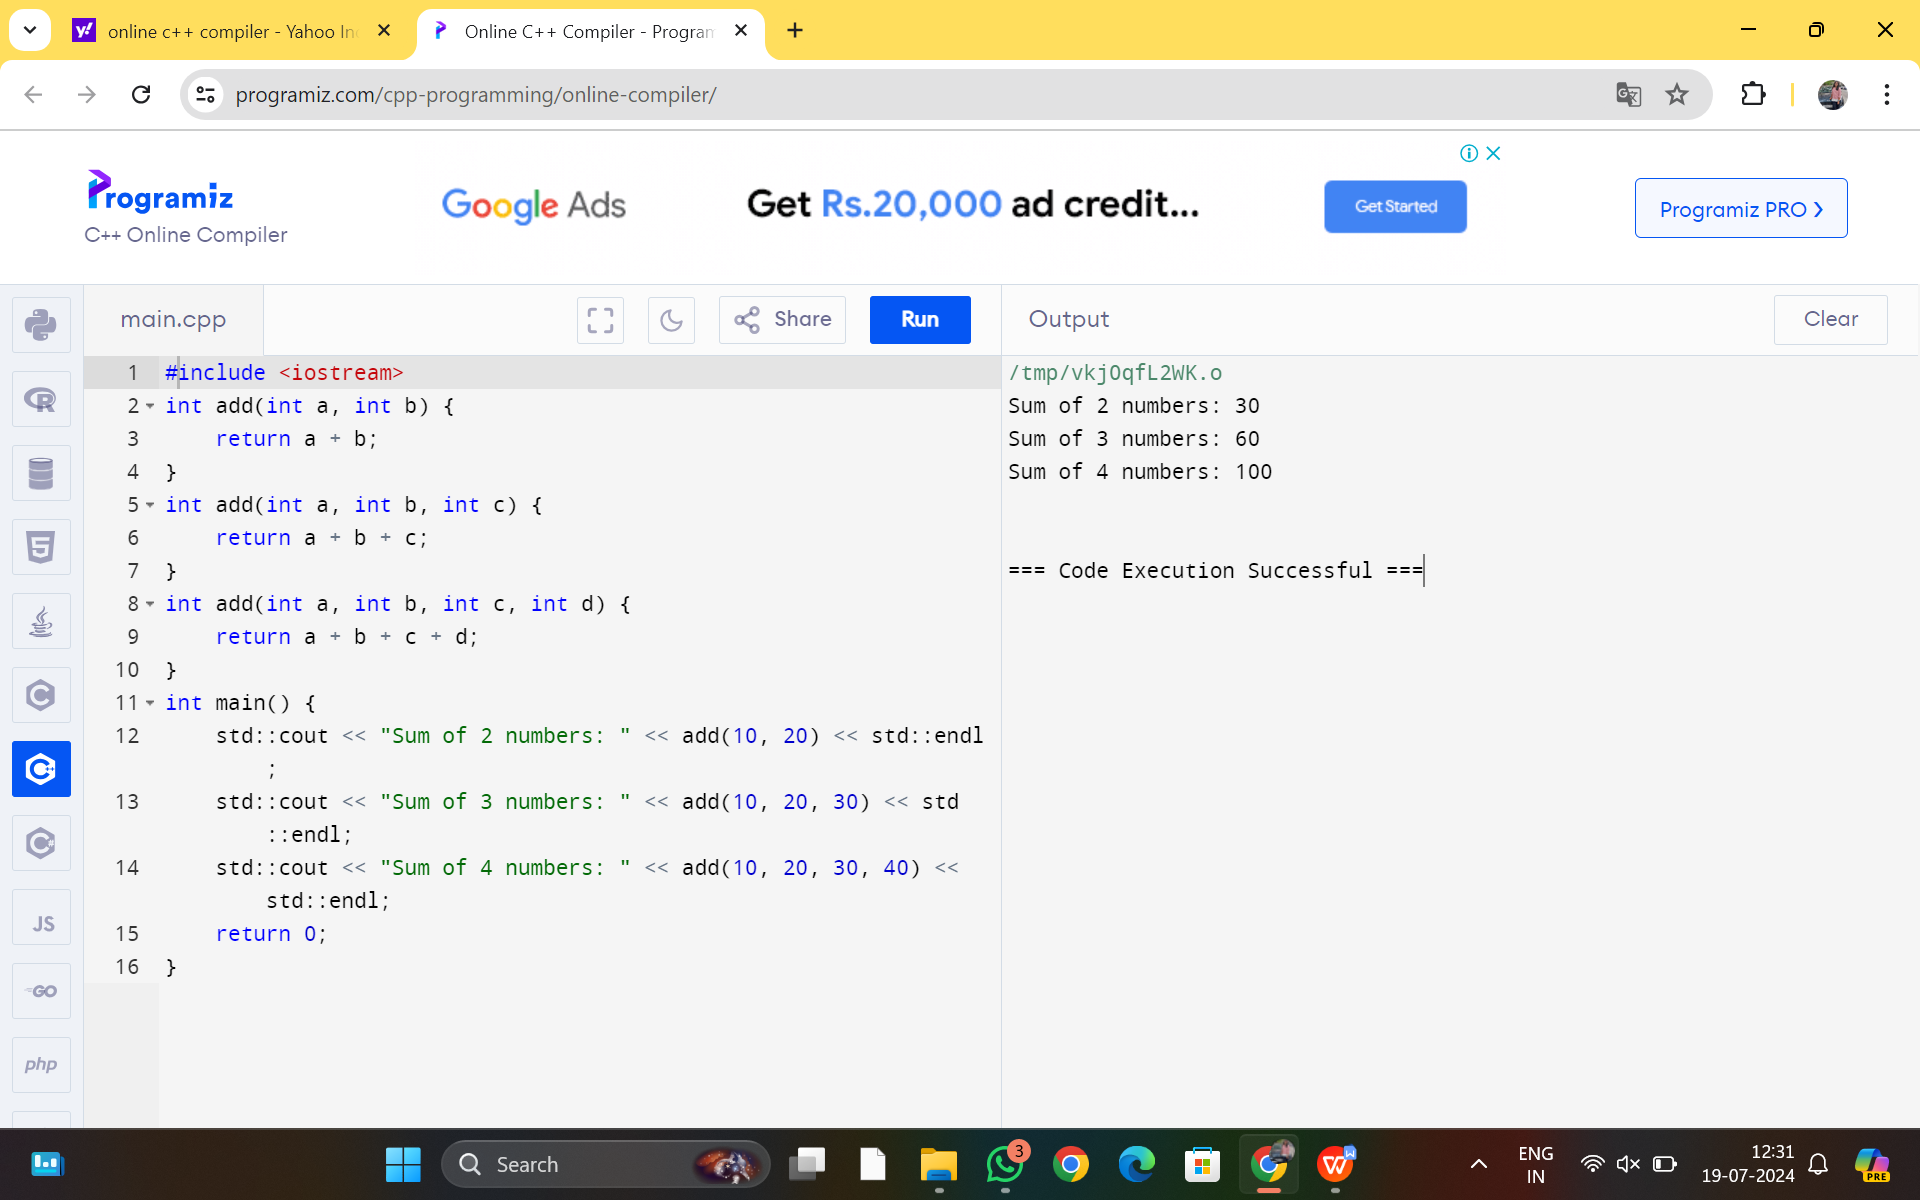 online c++ compiler - Yahoo In
Online C++ Compiler - Program
programiz.com/cpp-programming/online-compiler/
Programiz
C++ Online Compiler
Google Ads
Get Rs.20,000 ad credit...
Get Started
Programiz PRO ❯
main.cpp
Share
Run
Output
Clear
1 #include <iostream>
2 int add(int a, int b) {
3     return a + b;
4 }
5 int add(int a, int b, int c) {
6     return a + b + c;
7 }
8 int add(int a, int b, int c, int d) {
9     return a + b + c + d;
10 }
11 int main() {
12     std::cout << "Sum of 2 numbers: " << add(10, 20) << std::endl
;
13     std::cout << "Sum of 3 numbers: " << add(10, 20, 30) << std
::endl;
14     std::cout << "Sum of 4 numbers: " << add(10, 20, 30, 40) <<
std::endl;
15     return 0;
16 }
/tmp/vkjOqfL2WK.o
Sum of 2 numbers: 30
Sum of 3 numbers: 60
Sum of 4 numbers: 100
=== Code Execution Successful ===
R
5
C
C++
C#
JS
GO
php
Search
3
W
W
ENG
IN
12:31
19-07-2024
PRE